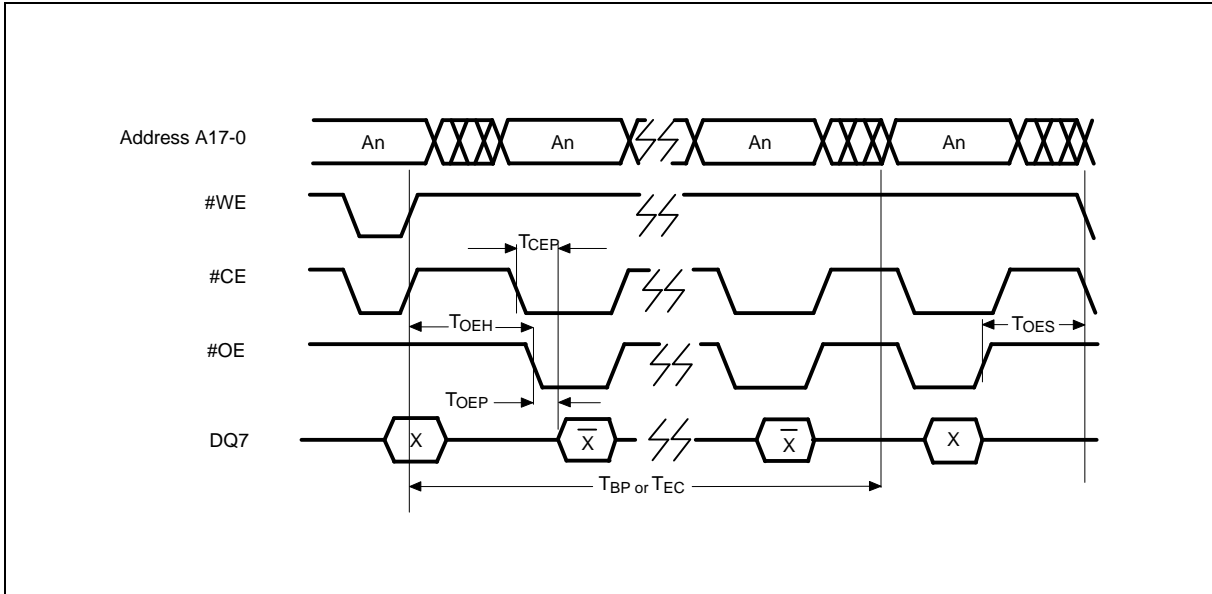 Address A17-0
An
An
An
An
#WE
TCEP
#CE
TOEH
TOES
#OE
TOEP
DQ7
X
X̅
X̅
X
TBP or TEC